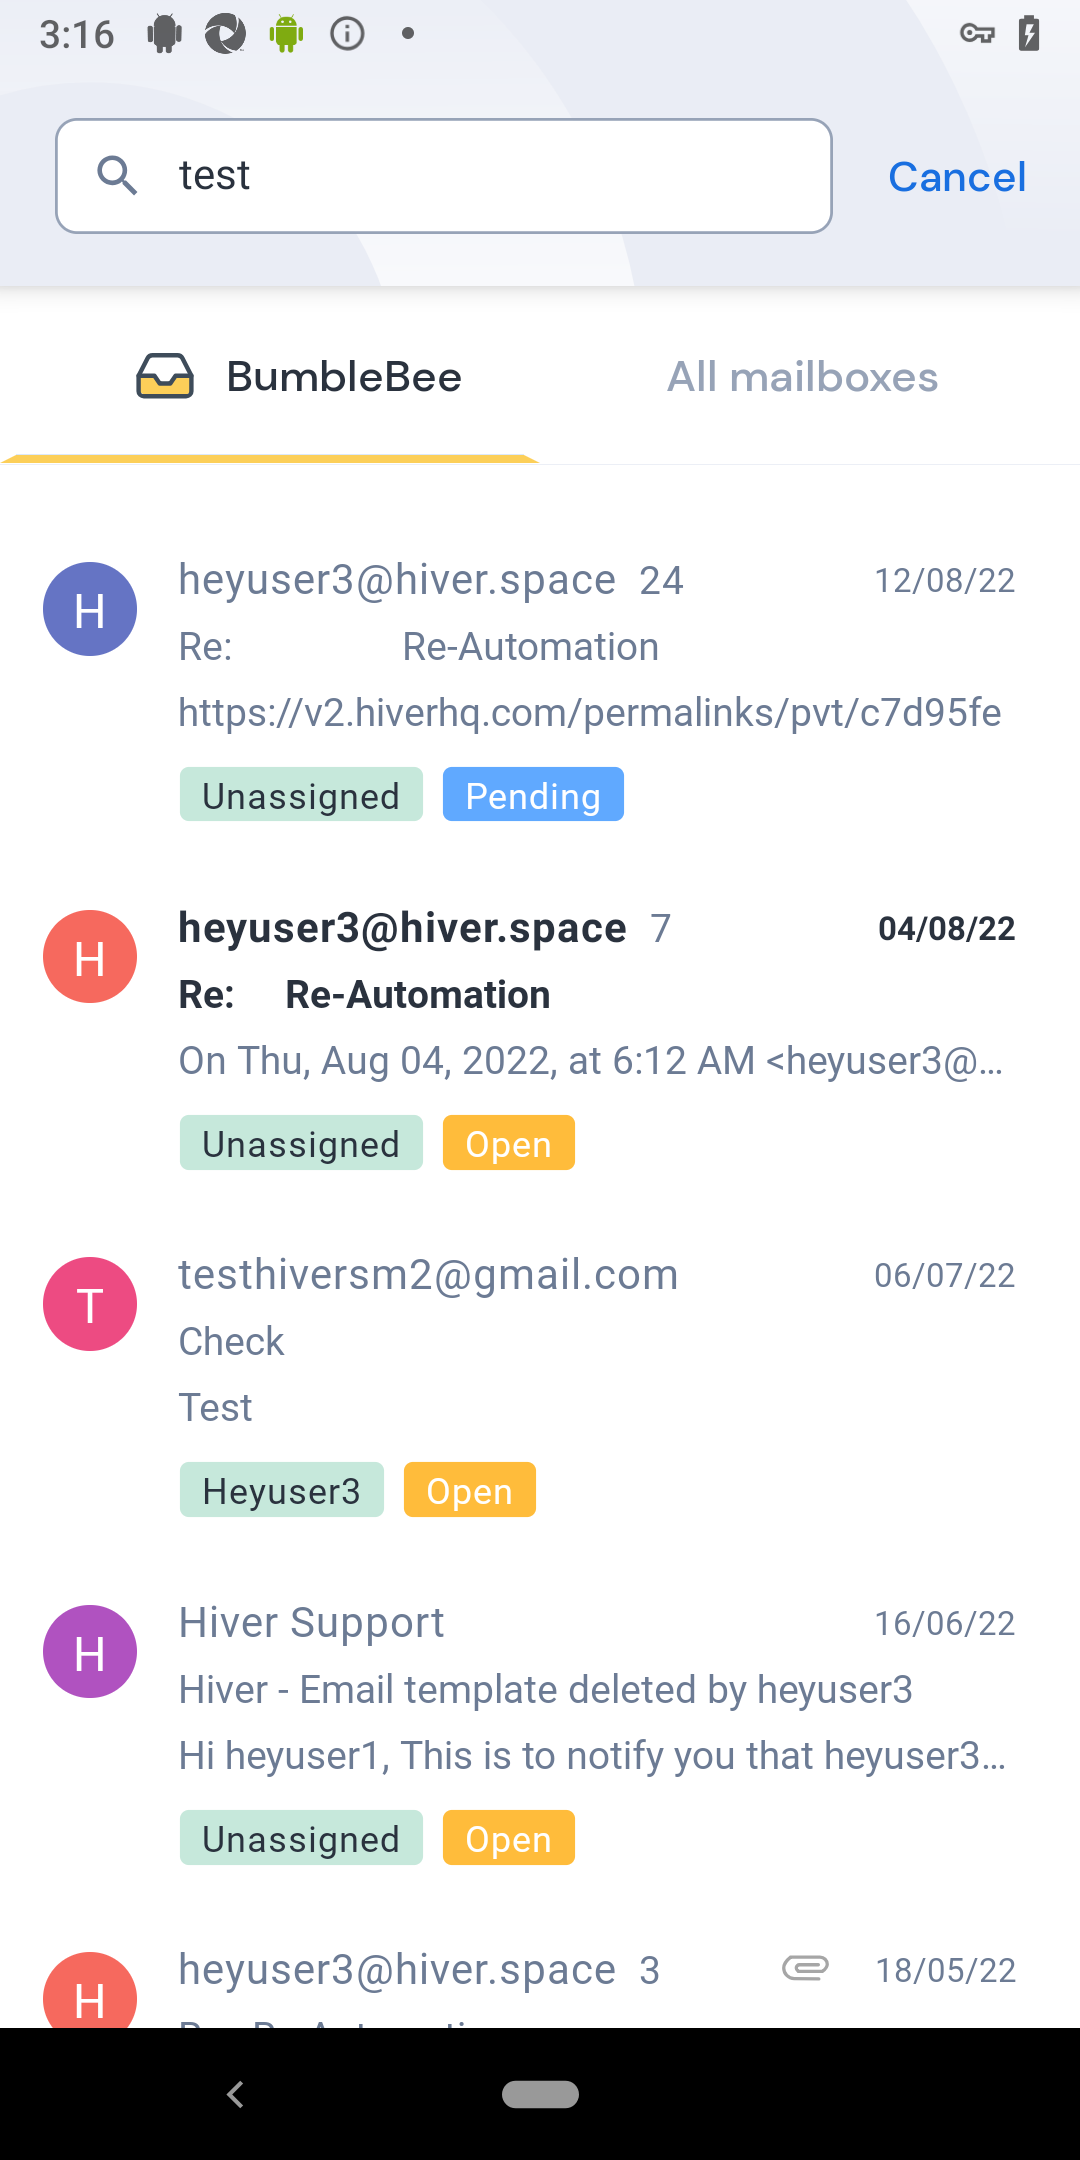 3:16
test
Cancel
BumbleBee
All mailboxes
H
heyuser3@hiver.space 24
12/08/22
Re: Re-Automation
https://v2.hiverhq.com/permalinks/pvt/c7d95fe
Unassigned
Pending
H
heyuser3@hiver.space 7
04/08/22
Re: Re-Automation
On Thu, Aug 04, 2022, at 6:12 AM <heyuser3@...
Unassigned
Open
T
testhiversm2@gmail.com
06/07/22
Check
Test
Heyuser3
Open
H
Hiver Support
16/06/22
Hiver - Email template deleted by heyuser3
Hi heyuser1, This is to notify you that heyuser3...
Unassigned
Open
H
heyuser3@hiver.space 3
18/05/22